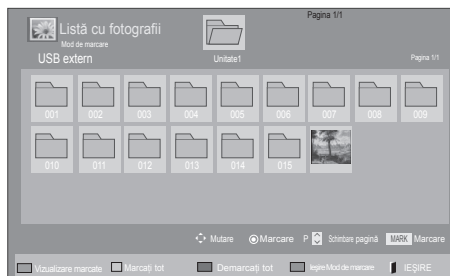 Pagina 1/1
Listă cu fotografii
Mod de marcare
USB extern
Unitate1
Pagina 1/1
001 002 003 004 005 006 007 008 009
010 011 012 013 014 015
Mutare Marcare P Schimbare pagină MARK Marcare
Vizualizare marcate Marcați tot Demarcați tot Ieșire Mod de marcare IEȘIRE